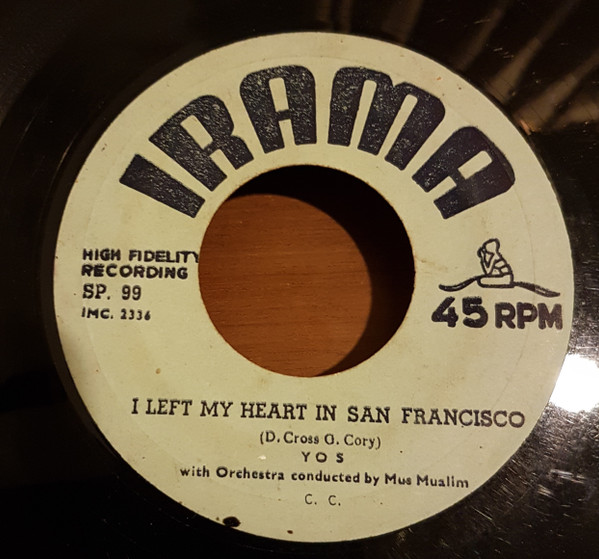 IRAMA
HIGH FIDELITY
RECORDING
SP. 99
IMC. 2336
45 RPM
I LEFT MY HEART IN SAN FRANCISCO
(D. Cross G. Cory)
YOS
with Orchestra conducted by Mus Mualim
C. C.